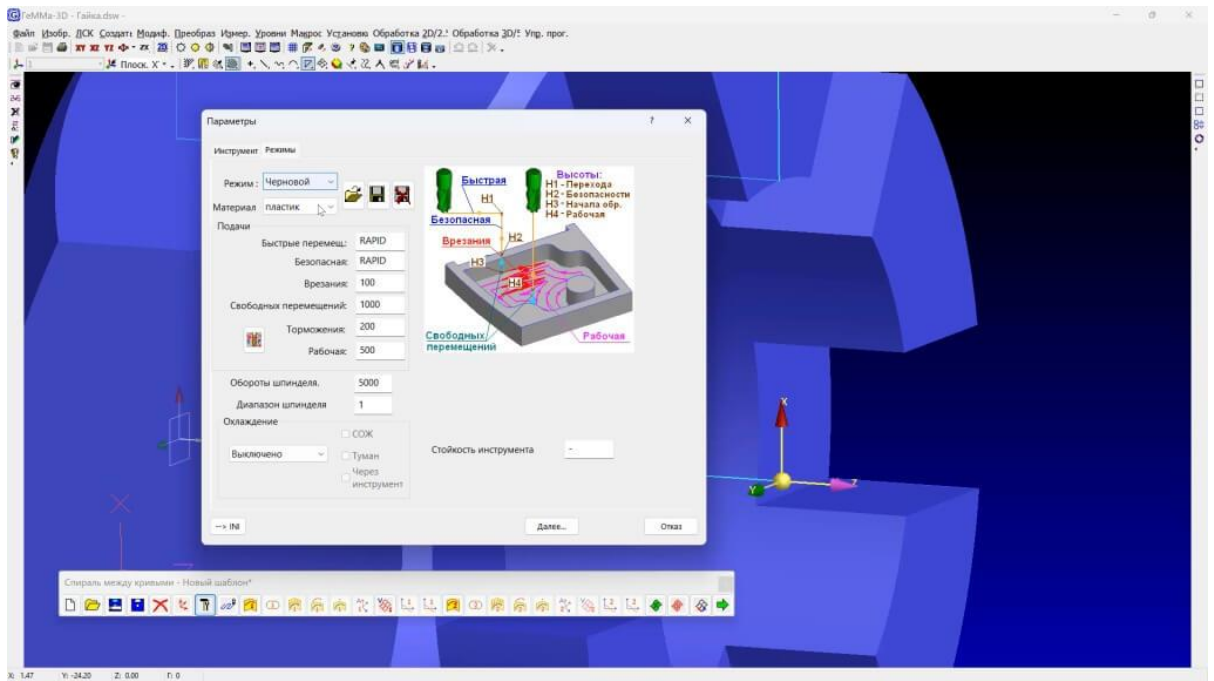 ГеММа-3D - Гайка.dsw -
Файл Изобр. ЛСК Создать Модиф. Преобраз Измер. Уровни Макрос Установки Обработка 2D/2.! Обработка 3D/! Упр. прог.
Плоск. X
Параметры
Инструмент Режимы
Режим : Черновой
Материал пластик
Подачи
Быстрые перемещ.: RAPID
Безопасная: RAPID
Врезания: 100
Свободных перемещений: 1000
Торможения: 200
Рабочая: 500
Быстрая
H1
Безопасная
Врезания
H2
H3
H4
Свободных
перемещений
Рабочая
Высоты:
H1 - Перехода
H2 - Безопасности
H3 - Начала обр.
H4 - Рабочая
Обороты шпинделя. 5000
Диапазон шпинделя 1
Охлаждение
Выключено
СОЖ
Туман
Через
инструмент
Стойкость инструмента -
--> INI
Далее...
Отказ
X
Y
Z
Спираль между кривыми - Новый шаблон*
X: 1.47 Y: -24.20 Z: 0.00 Г: 0